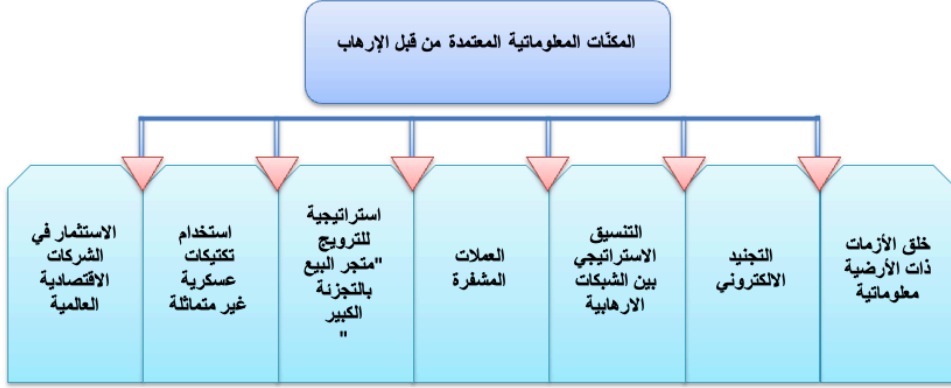 المكنّات المعلوماتية المعتمدة من قبل الإرهاب
خلق الأزمات
ذات الأرضية
معلوماتية
التجنيد
الالكتروني
التنسيق
الاستراتيجي
بين الشبكات
الارهابية
العملات
المشفرة
استراتيجية
للترويج
"متجر البيع
بالتجزئة
الكبير
"
استخدام
تكتيكات
عسكرية
غير متماثلة
الاستثمار في
الشركات
الاقتصادية
العالمية